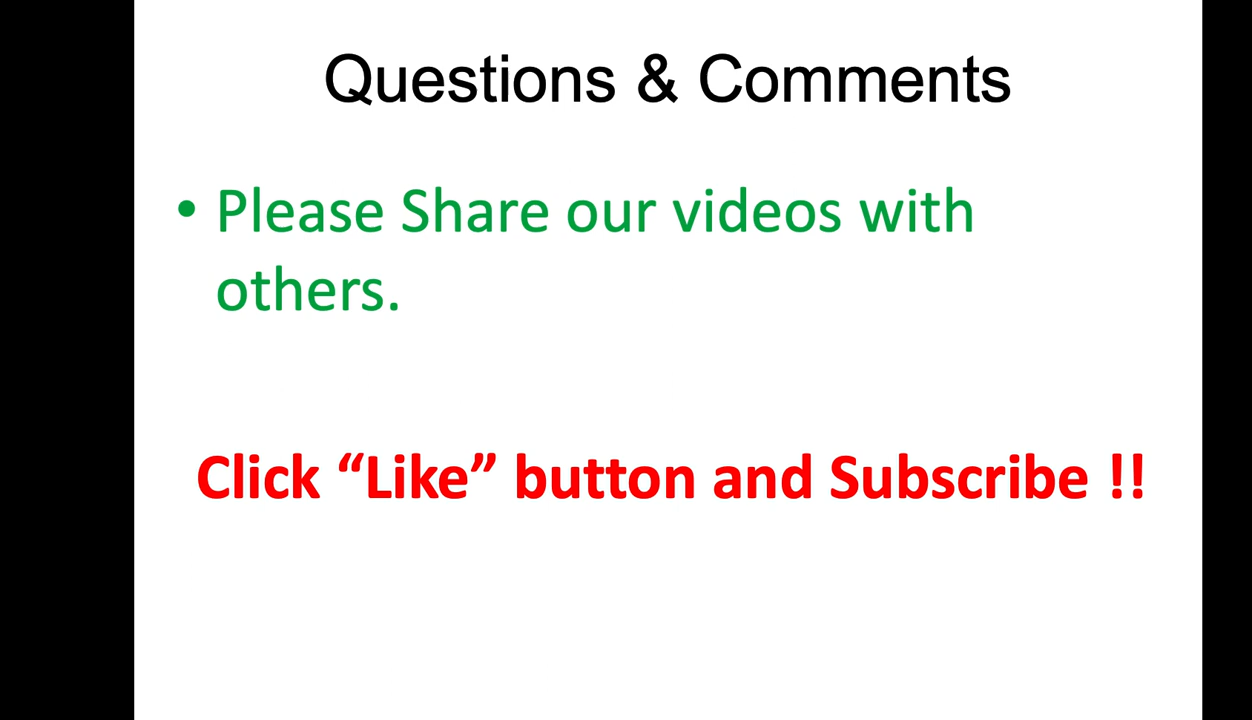 Questions & Comments
• Please Share our videos with
others.
Click “Like” button and Subscribe !!